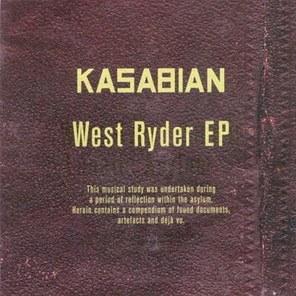 KASABIAN
West Ryder EP
This musical study was undertaken during
a period of reflection within the asylum.
Herein contains a compendium of found documents,
artefacts and deja vu.